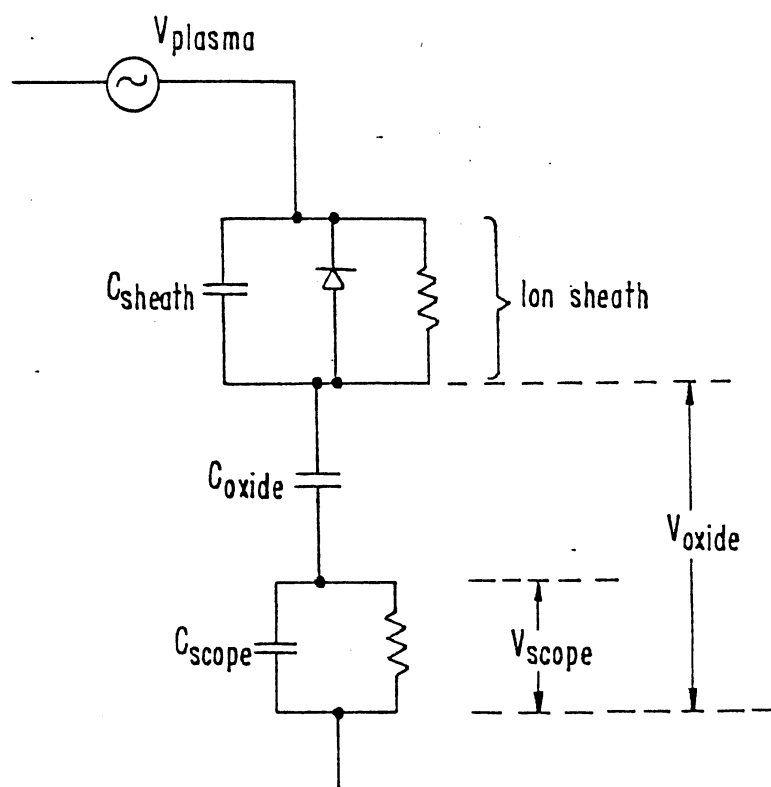 Vplasma
Csheath
Ion sheath
Coxide
Voxide
Cscope
Vscope